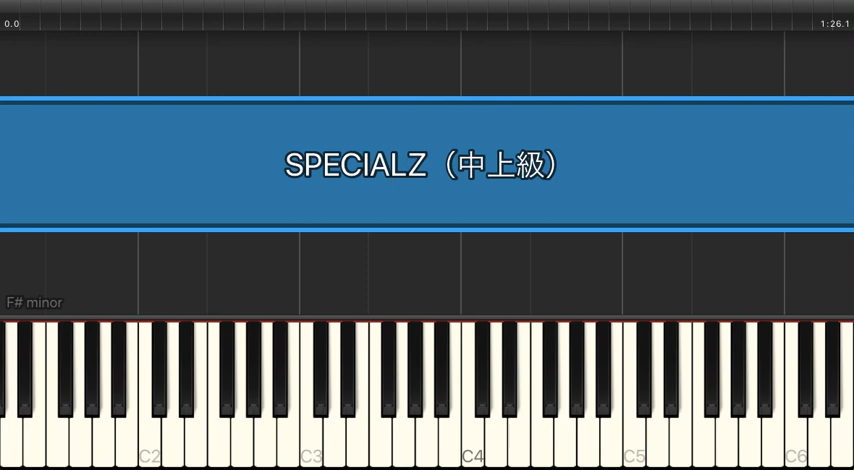 0.0 1:26.1
SPECIALZ（中上級）
F# minor
C2 C3 C4 C5 C6